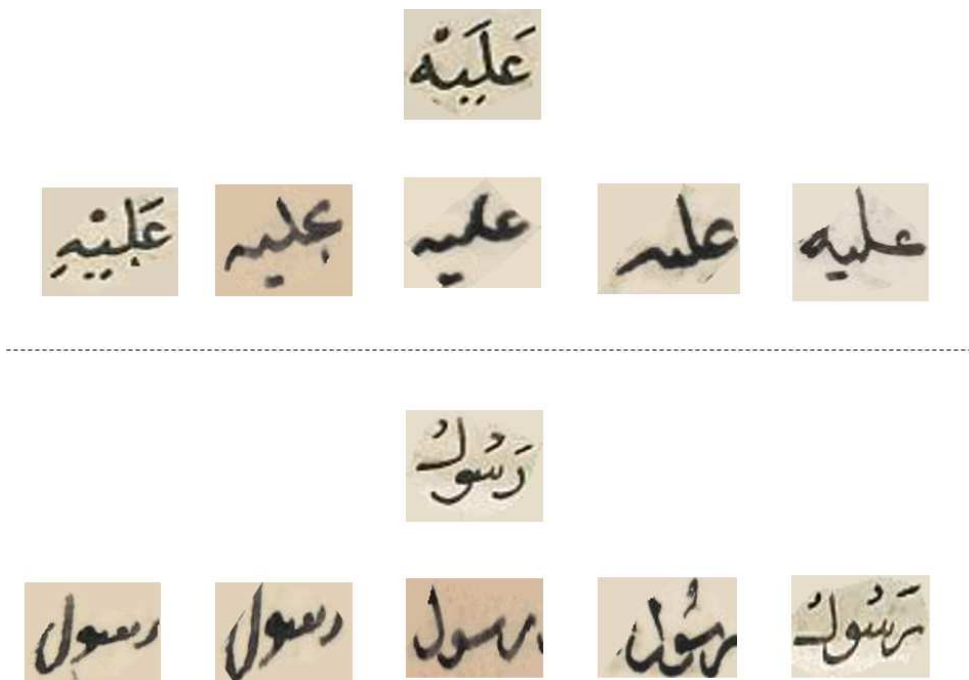 عَلَيْه
عَلَيْهِ عليه عليه عليه عليه
رَسُولُ
رسول رسول رسول رسُول رَسُولُ